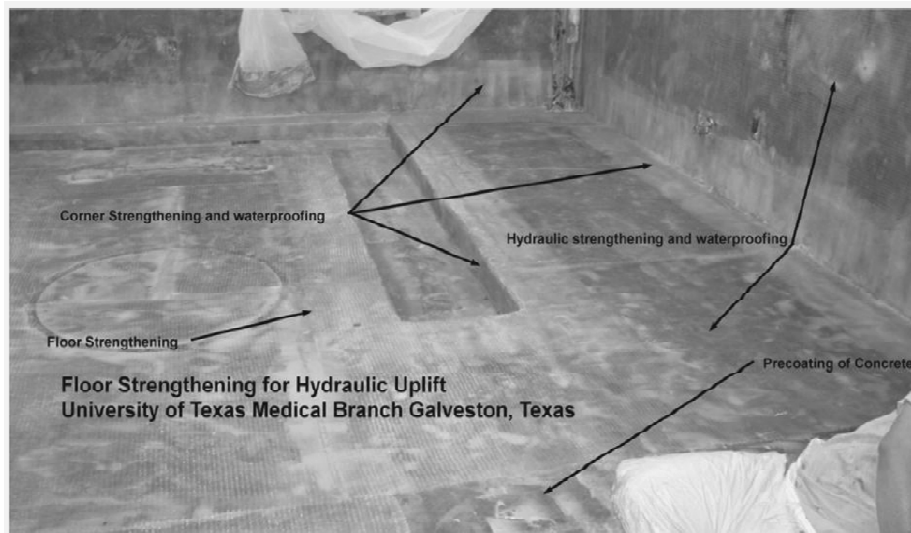 Corner Strengthening and waterproofing
Hydraulic strengthening and waterproofing
Floor Strengthening
Precoating of Concrete
Floor Strengthening for Hydraulic Uplift
University of Texas Medical Branch Galveston, Texas